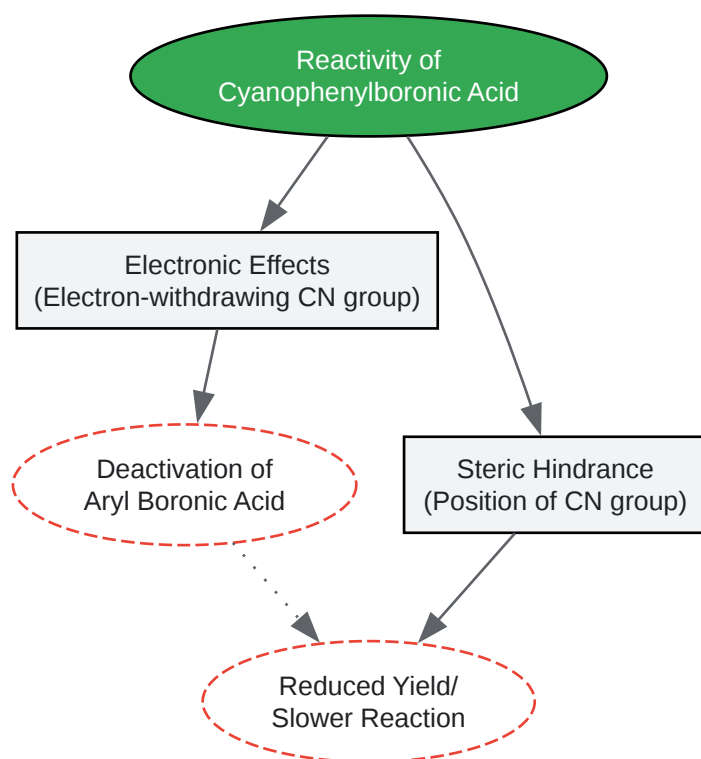 Reactivity of
Cyanophenylboronic Acid
Electronic Effects
(Electron-withdrawing CN group)
Deactivation of
Aryl Boronic Acid
Steric Hindrance
(Position of CN group)
Reduced Yield/
Slower Reaction